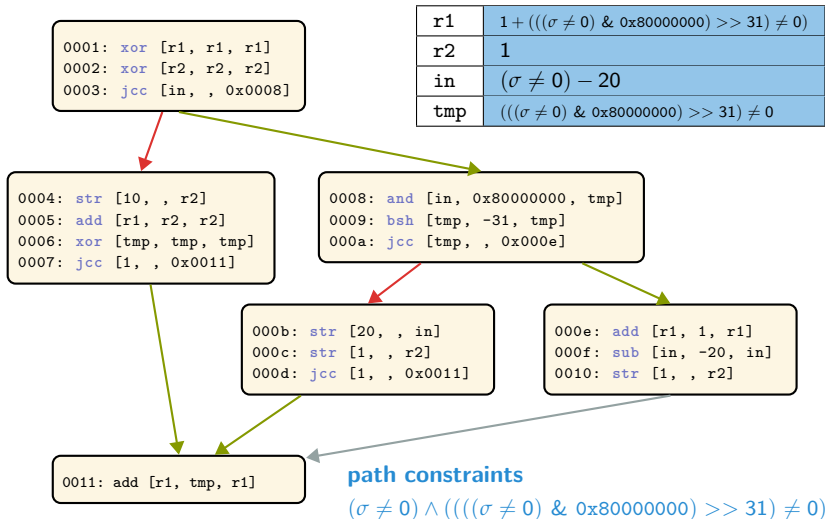 0001: xor [r1, r1, r1]
0002: xor [r2, r2, r2]
0003: jcc [in, , 0x0008]
r1 1 + (((σ ≠ 0) & 0x80000000) >> 31) ≠ 0)
r2 1
in (σ ≠ 0) − 20
tmp (((σ ≠ 0) & 0x80000000) >> 31) ≠ 0
0004: str [10, , r2]
0005: add [r1, r2, r2]
0006: xor [tmp, tmp, tmp]
0007: jcc [1, , 0x0011]
0008: and [in, 0x80000000, tmp]
0009: bsh [tmp, -31, tmp]
000a: jcc [tmp, , 0x000e]
000b: str [20, , in]
000c: str [1, , r2]
000d: jcc [1, , 0x0011]
000e: add [r1, 1, r1]
000f: sub [in, -20, in]
0010: str [1, , r2]
0011: add [r1, tmp, r1]
path constraints
(σ ≠ 0) ∧ ((((σ ≠ 0) & 0x80000000) >> 31) ≠ 0)